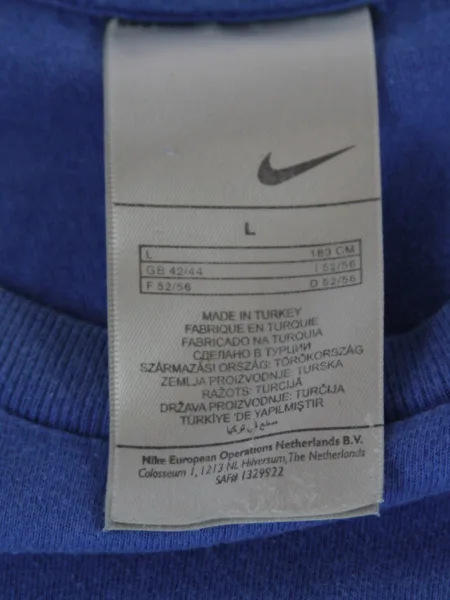 L
L 183 CM
GB 42/44 I 52/56
F 52/56 D 52/56
MADE IN TURKEY
FABRIQUE EN TURQUIE
FABRICADO NA TURQUIA
СДЕЛАНО В ТУРЦИИ
SZÁRMAZÁSI ORSZÁG: TÖRÖKORSZÁG
ZEMLJA PROIZVODNJE: TURSKA
RAŽOTS: TURCIJA
DRŽAVA PROIZVODNJE: TURČIJA
TÜRKİYE 'DE YAPILMIŞTIR
Nike European Operations Netherlands B.V.
Colosseum 1, 1213 NL Hilversum, The Netherlands
SAF# 1329922